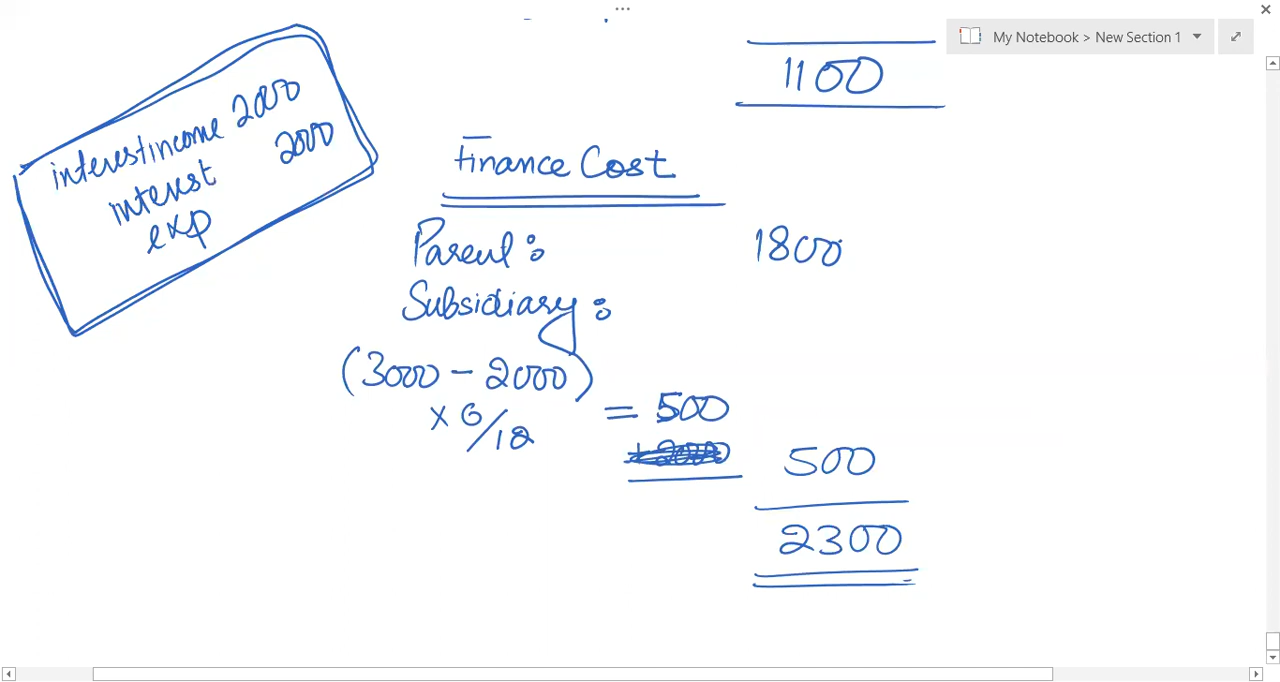 My Notebook > New Section 1
1100
interest income 2000
interest 2000
exp
Finance Cost
Parent : 1800
Subsidiary :
(3000 - 2000)
× 6/12 = 500
500
2300